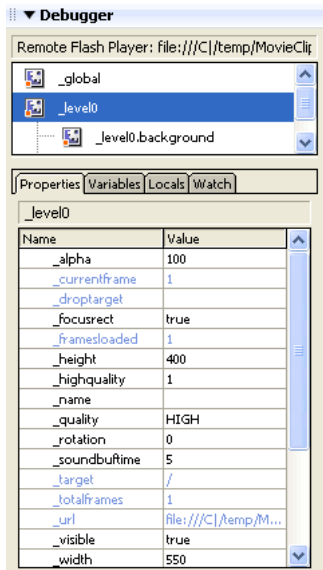 Debugger
Remote Flash Player: file:///C|/temp/MovieClip
_global
_level0
_level0.background
Properties Variables Locals Watch
_level0
Name Value
_alpha 100
_currentframe 1
_droptarget
_focusrect true
_framesloaded 1
_height 400
_highquality 1
_name
_quality HIGH
_rotation 0
_soundbuftime 5
_target /
_totalframes 1
_url file:///C|/temp/M...
_visible true
_width 550